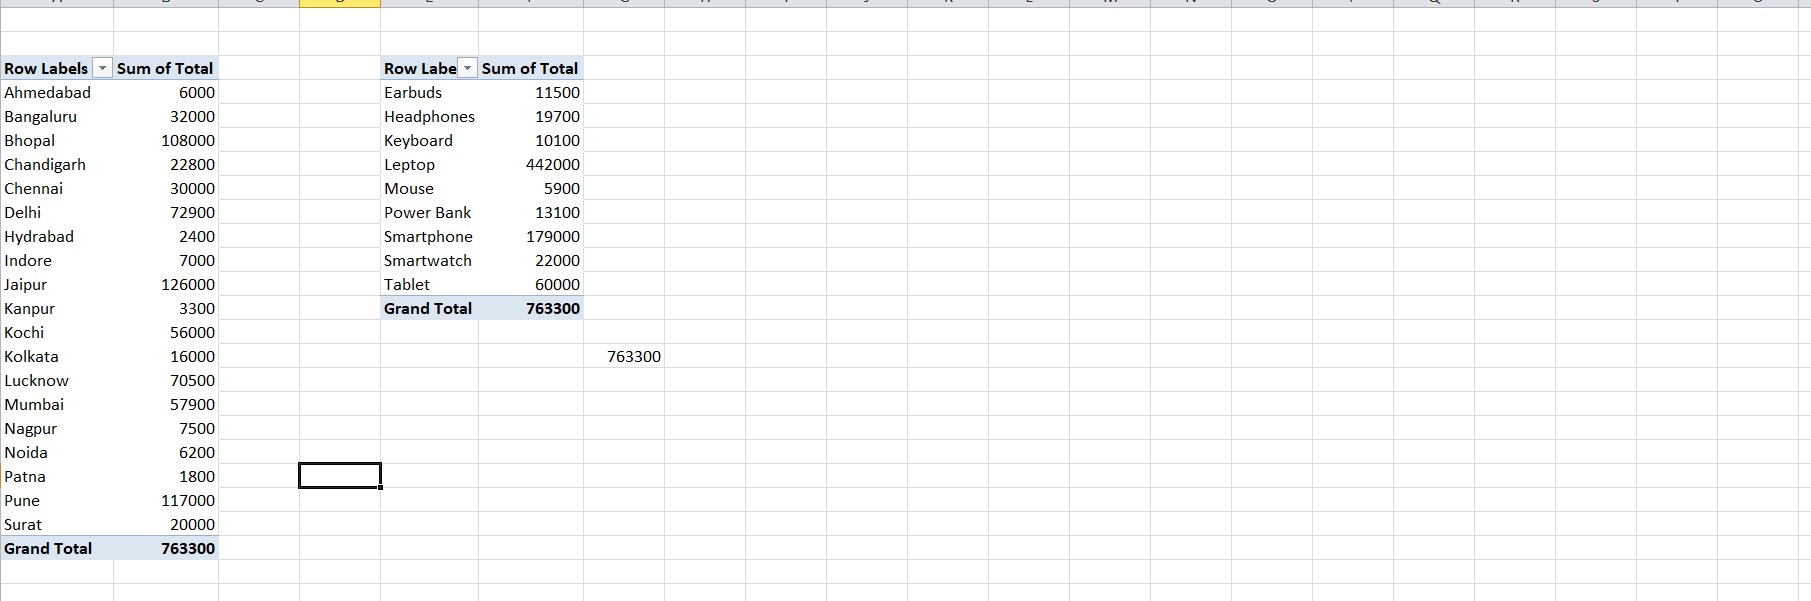 Row Labels Sum of Total
Ahmedabad 6000
Bangaluru 32000
Bhopal 108000
Chandigarh 22800
Chennai 30000
Delhi 72900
Hydrabad 2400
Indore 7000
Jaipur 126000
Kanpur 3300
Kochi 56000
Kolkata 16000
Lucknow 70500
Mumbai 57900
Nagpur 7500
Noida 6200
Patna 1800
Pune 117000
Surat 20000
Grand Total 763300
Row Labe Sum of Total
Earbuds 11500
Headphones 19700
Keyboard 10100
Leptop 442000
Mouse 5900
Power Bank 13100
Smartphone 179000
Smartwatch 22000
Tablet 60000
Grand Total 763300
763300